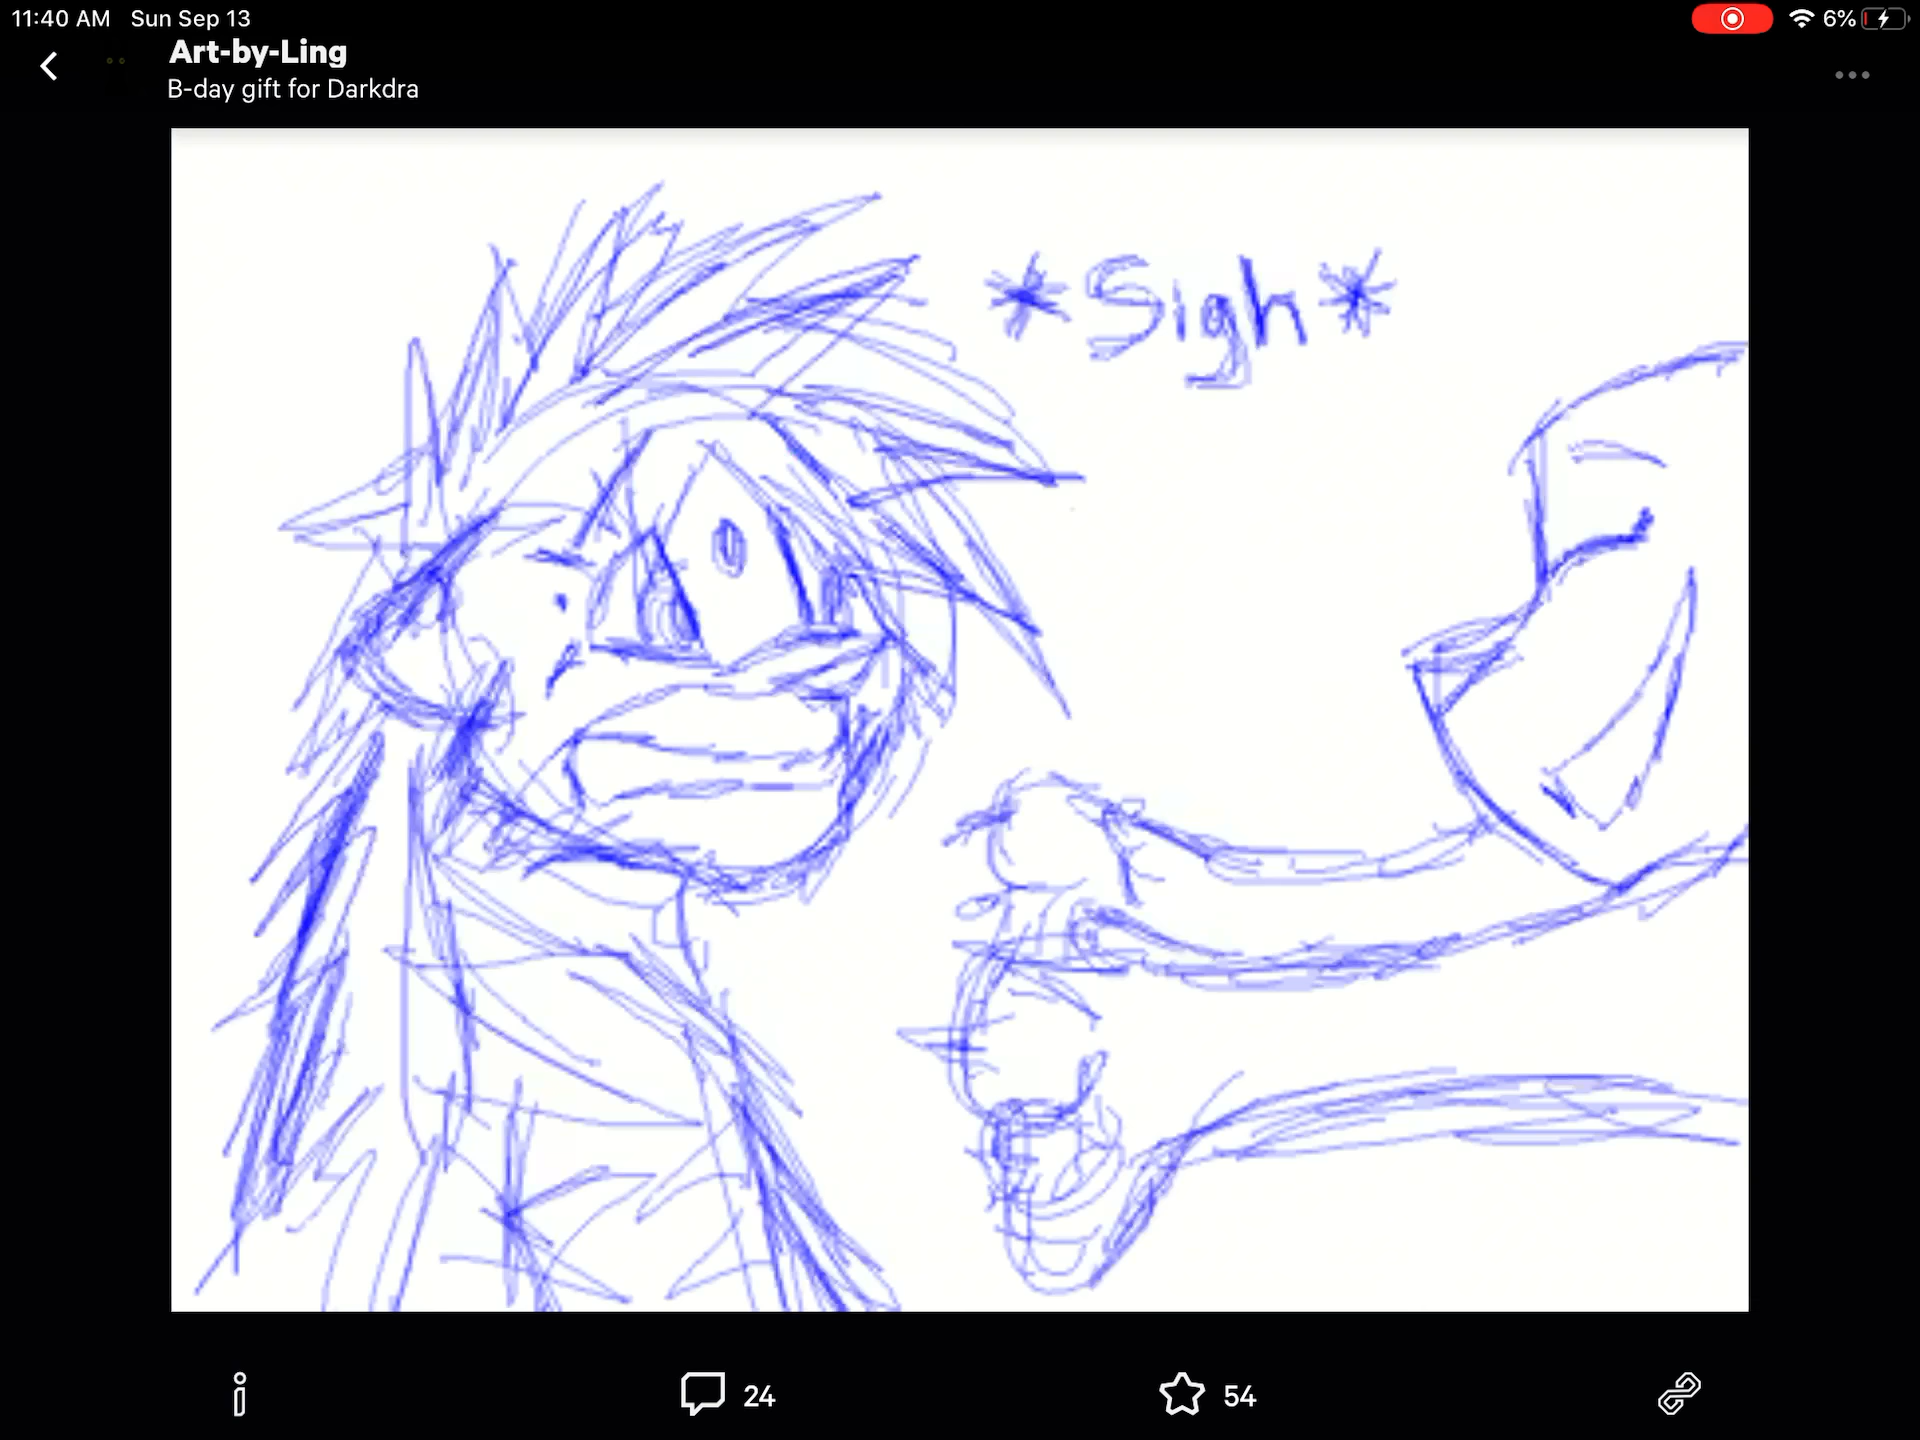 11:40 AM Sun Sep 13
6%
Art-by-Ling
B-day gift for Darkdra
*Sigh*
24
54